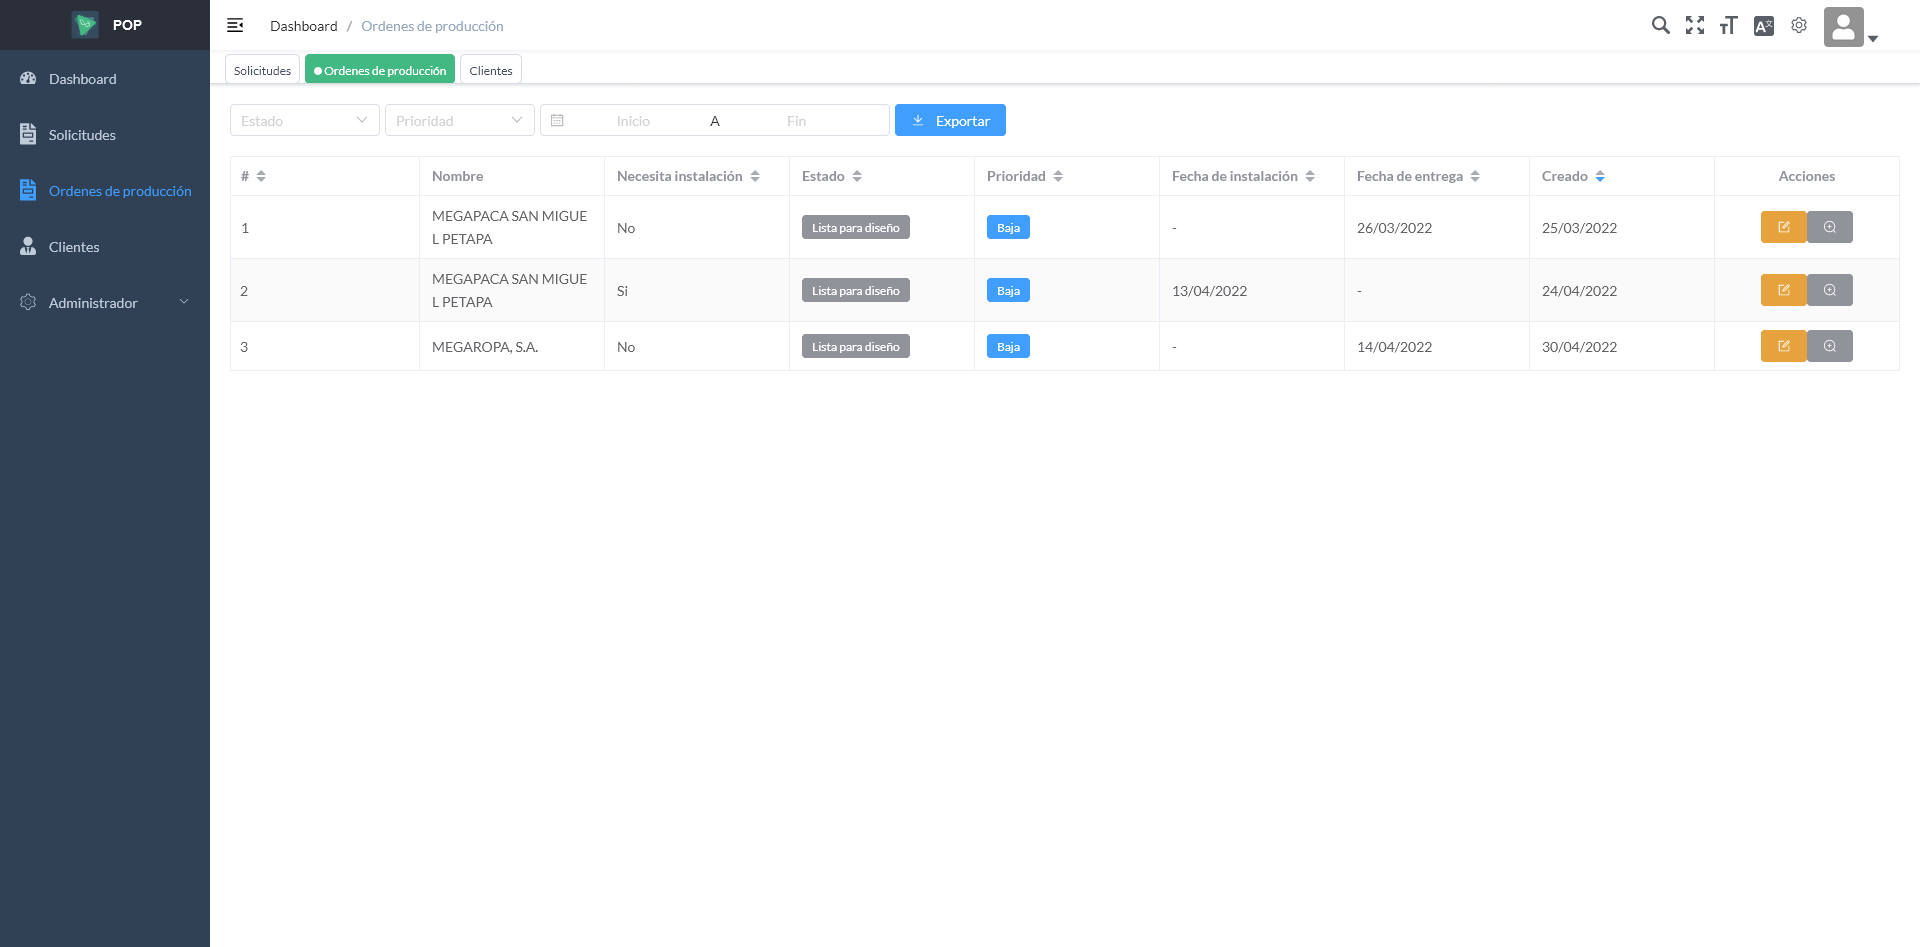 POP
Dashboard / Ordenes de producción
Dashboard
Solicitudes
Ordenes de producción
Clientes
Administrador
Solicitudes
Ordenes de producción
Clientes
Estado
Prioridad
Inicio A Fin
Exportar
# Nombre Necesita instalación Estado Prioridad Fecha de instalación Fecha de entrega Creado Acciones
1 MEGAPACA SAN MIGUE No Lista para diseño Baja - 26/03/2022 25/03/2022
L PETAPA
2 MEGAPACA SAN MIGUE Si Lista para diseño Baja 13/04/2022 - 24/04/2022
L PETAPA
3 MEGAROPA, S.A. No Lista para diseño Baja - 14/04/2022 30/04/2022